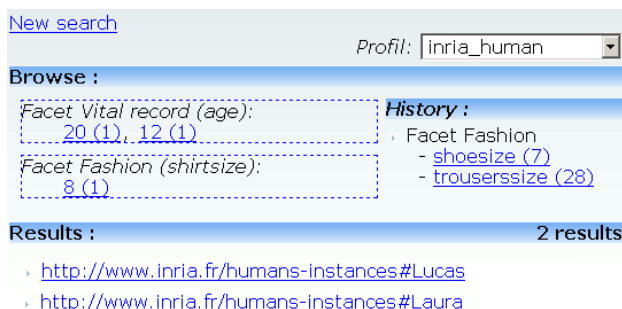 New search
Profil: inria_human
Browse :
Facet Vital record (age):
20 (1), 12 (1)
Facet Fashion (shirtsize):
8 (1)
History :
Facet Fashion
- shoesize (7)
- trouserssize (28)
Results :
2 results
http://www.inria.fr/humans-instances#Lucas
http://www.inria.fr/humans-instances#Laura